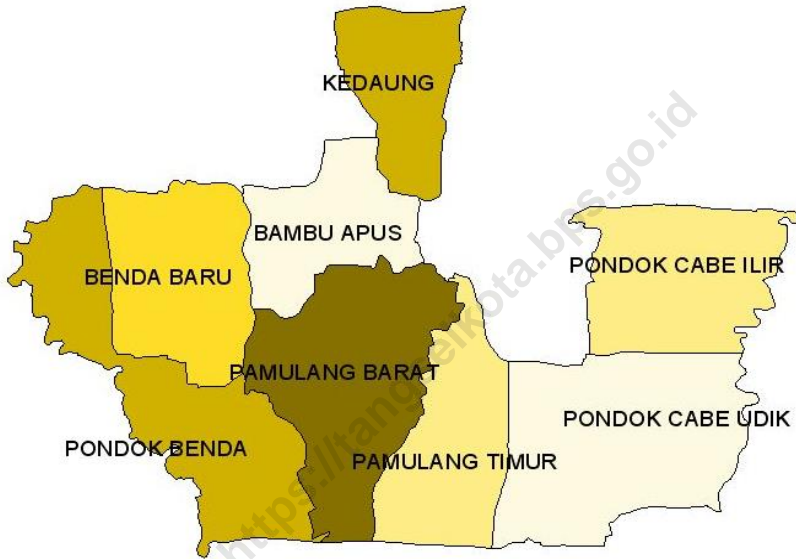 KEDAUNG
BAMBU APUS
BENDA BARU
PONDOK CABE ILIR
PAMULANG BARAT
PONDOK CABE UDIK
PONDOK BENDA
PAMULANG TIMUR
https://tangselkota.bps.go.id